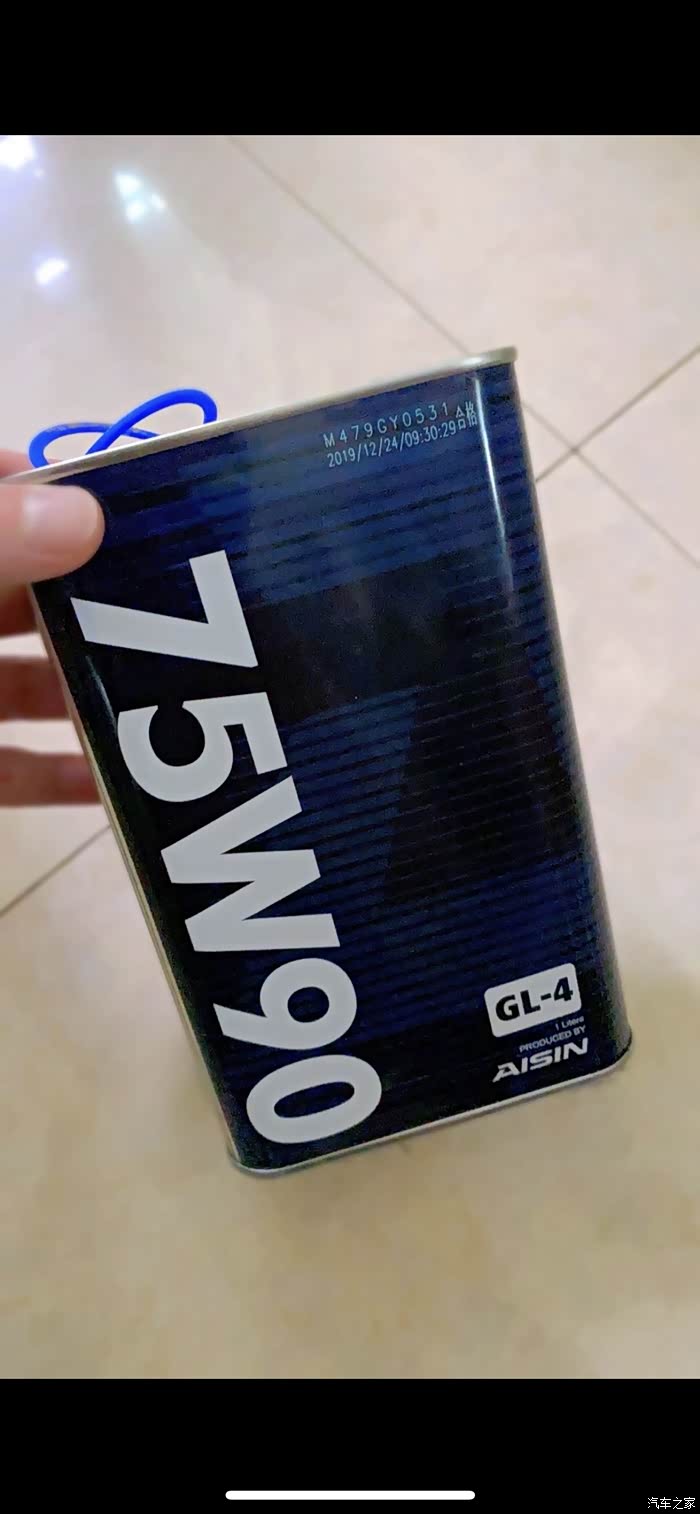 M479GY0531合格
2019/12/24/09:30:29
75W90
GL-4
1 Liters
PRODUCED BY
AISIN
汽车之家